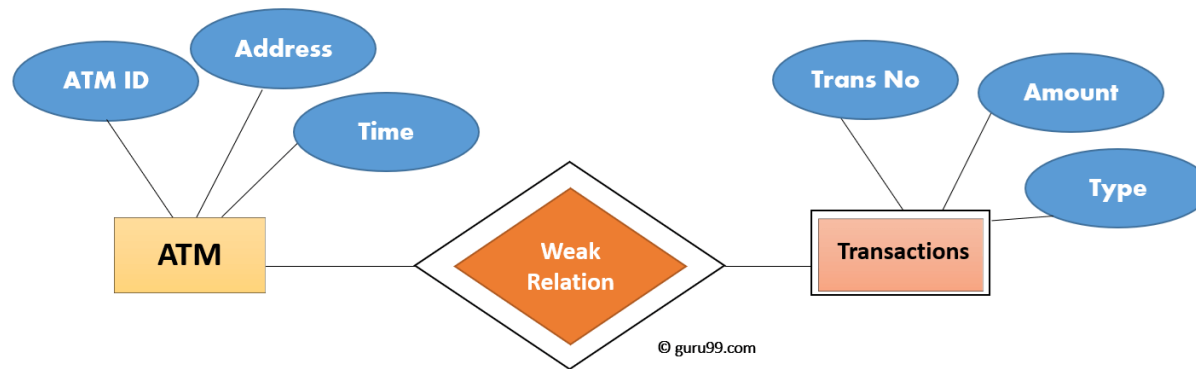 ATM ID
Address
Time
Trans No
Amount
Type
ATM
Weak
Relation
Transactions
© guru99.com